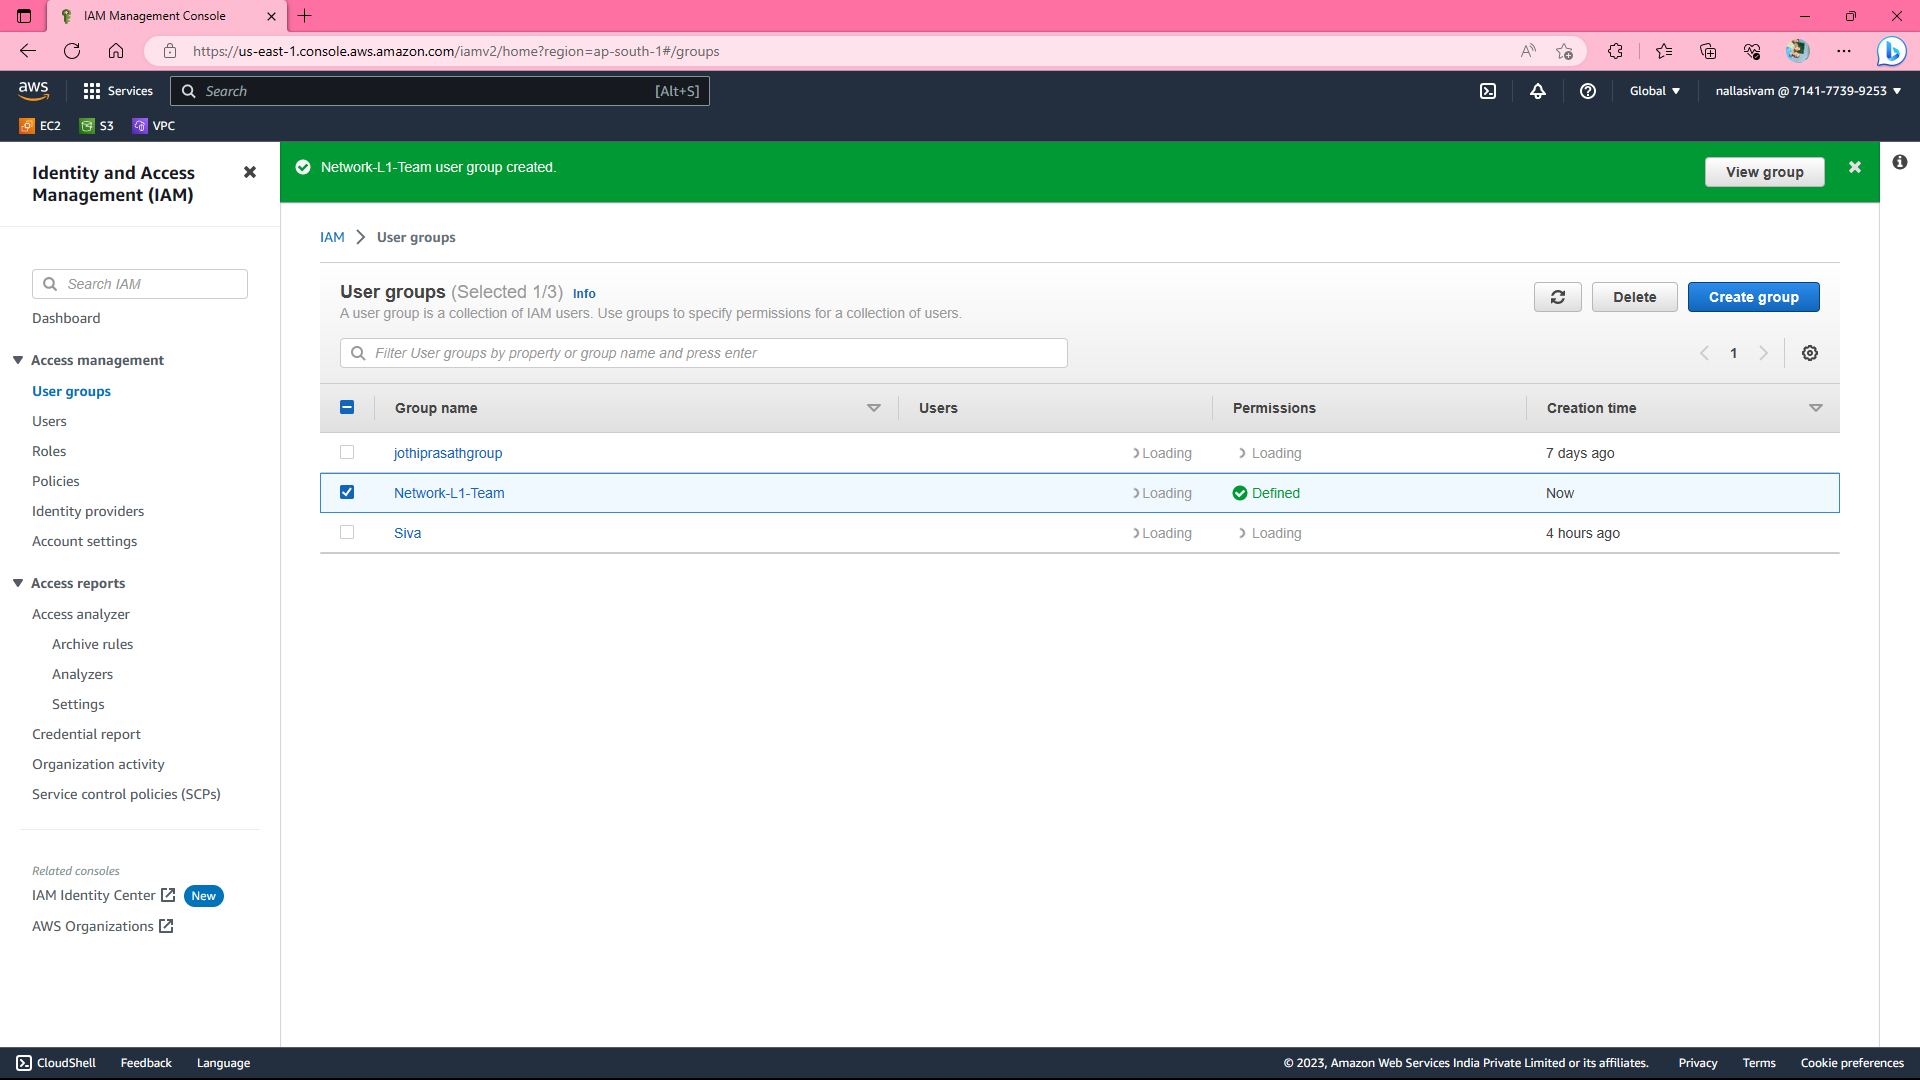 IAM Management Console
https://us-east-1.console.aws.amazon.com/iamv2/home?region=ap-south-1#/groups
aws
Services
Search
[Alt+S]
Global
nallasivam @ 7141-7739-9253
EC2
S3
VPC
Identity and Access
Management (IAM)
Search IAM
Dashboard
Access management
User groups
Users
Roles
Policies
Identity providers
Account settings
Access reports
Access analyzer
Archive rules
Analyzers
Settings
Credential report
Organization activity
Service control policies (SCPs)
Related consoles
IAM Identity Center New
AWS Organizations
Network-L1-Team user group created.
View group
IAM > User groups
User groups (Selected 1/3) Info
A user group is a collection of IAM users. Use groups to specify permissions for a collection of users.
Delete
Create group
Filter User groups by property or group name and press enter
1
Group name Users Permissions Creation time
jothiprasathgroup Loading Loading 7 days ago
Network-L1-Team Loading Defined Now
Siva Loading Loading 4 hours ago
CloudShell Feedback Language
© 2023, Amazon Web Services India Private Limited or its affiliates. Privacy Terms Cookie preferences